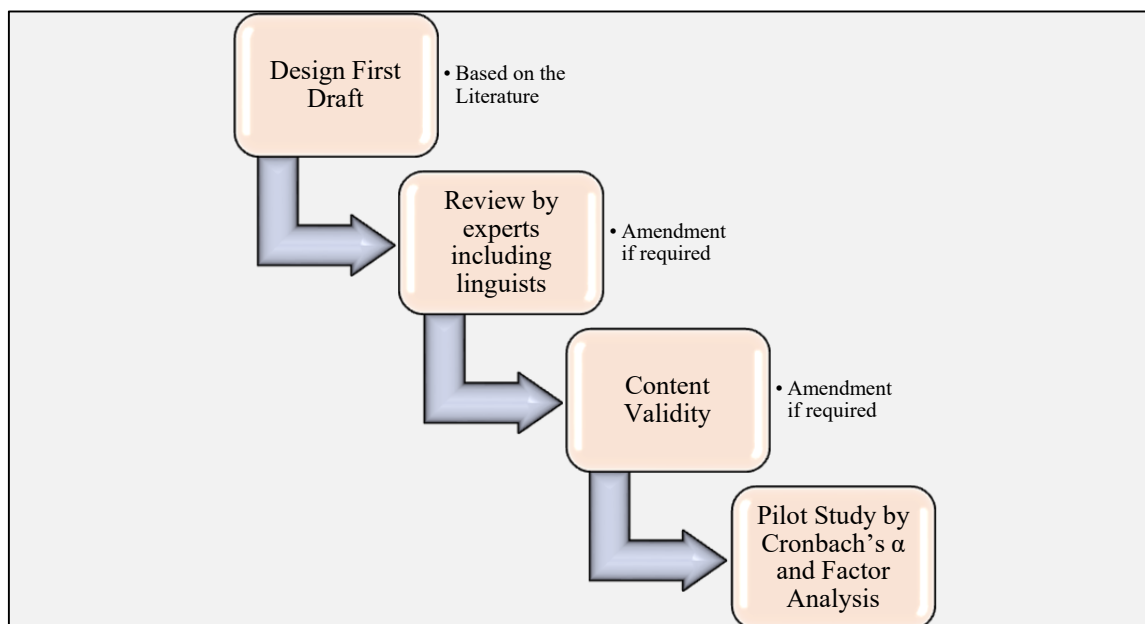 Design First
Draft
• Based on the
Literature
Review by
experts
including
linguists
• Amendment
if required
Content
Validity
• Amendment
if required
Pilot Study by
Cronbach’s α
and Factor
Analysis